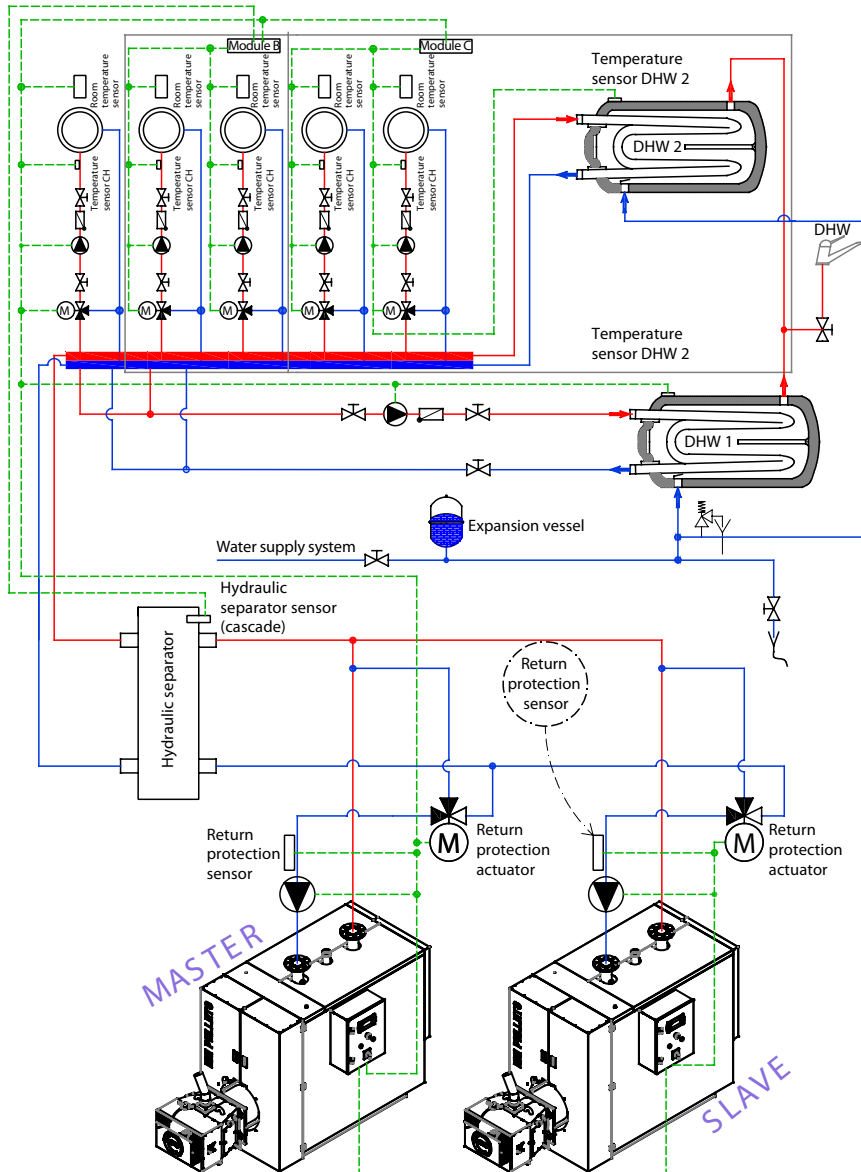 Module B
Module C
Room temperature
sensor
Room temperature
sensor
Room temperature
sensor
Room temperature
sensor
Room temperature
sensor
Temperature
sensor DHW 2
DHW 2
Temperature
sensor CH
Temperature
sensor CH
Temperature
sensor CH
Temperature
sensor CH
Temperature
sensor CH
DHW
M
M
M
M
M
Temperature
sensor DHW 2
DHW 1
Expansion vessel
Water supply system
Hydraulic
separator sensor
(cascade)
Hydraulic separator
Return
protection
sensor
Return
protection
sensor
M
Return
protection
actuator
M
Return
protection
actuator
MASTER
SLAVE